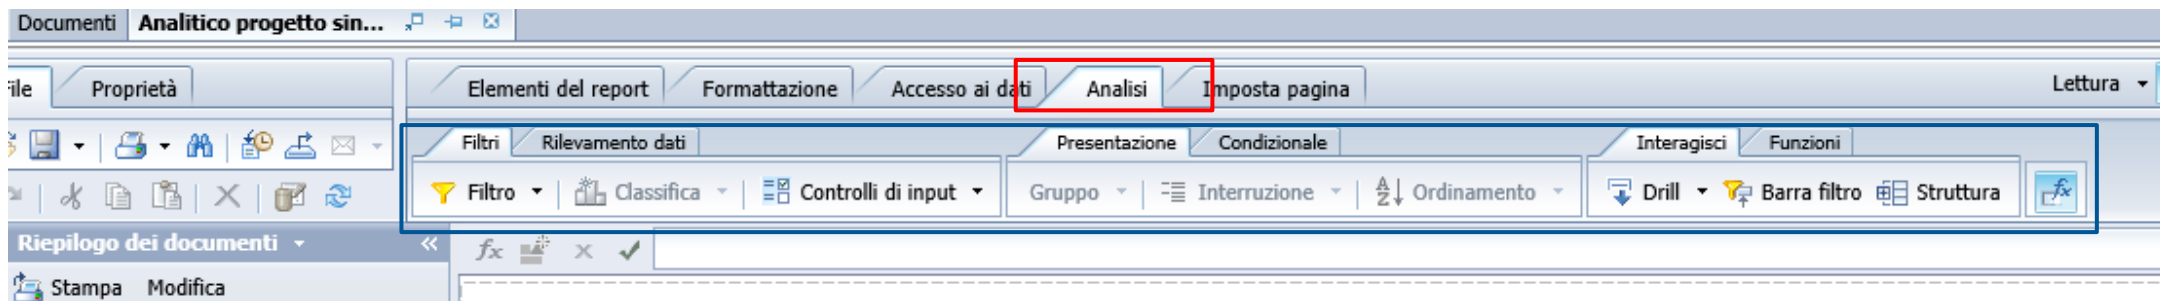 Documenti Analitico progetto sin...
File Proprietà Elementi del report Formattazione Accesso ai dati Analisi Imposta pagina Lettura
Filtri Rilevamento dati Presentazione Condizionale Interagisci Funzioni
Filtro Classifica Controlli di input Gruppo Interruzione Ordinamento Drill Barra filtro Struttura fx
Riepilogo dei documenti « fx
Stampa Modifica